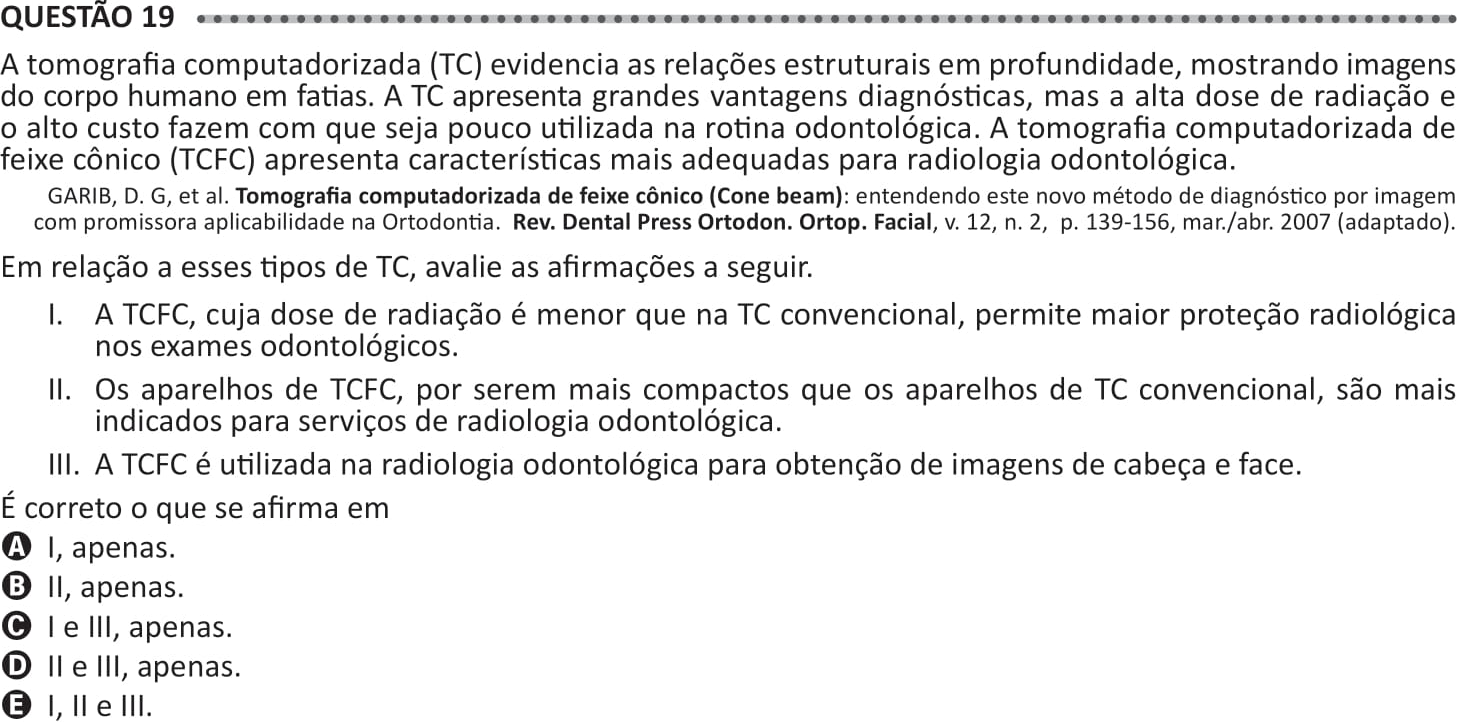 QUESTÃO 19
A tomografia computadorizada (TC) evidencia as relações estruturais em profundidade, mostrando imagens
do corpo humano em fatias. A TC apresenta grandes vantagens diagnósticas, mas a alta dose de radiação e
o alto custo fazem com que seja pouco utilizada na rotina odontológica. A tomografia computadorizada de
feixe cônico (TCFC) apresenta características mais adequadas para radiologia odontológica.
GARIB, D. G, et al. Tomografia computadorizada de feixe cônico (Cone beam): entendendo este novo método de diagnóstico por imagem
com promissora aplicabilidade na Ortodontia. Rev. Dental Press Ortodon. Ortop. Facial, v. 12, n. 2, p. 139-156, mar./abr. 2007 (adaptado).
Em relação a esses tipos de TC, avalie as afirmações a seguir.
I. A TCFC, cuja dose de radiação é menor que na TC convencional, permite maior proteção radiológica
nos exames odontológicos.
II. Os aparelhos de TCFC, por serem mais compactos que os aparelhos de TC convencional, são mais
indicados para serviços de radiologia odontológica.
III. A TCFC é utilizada na radiologia odontológica para obtenção de imagens de cabeça e face.
É correto o que se afirma em
A I, apenas.
B II, apenas.
C I e III, apenas.
D II e III, apenas.
E I, II e III.